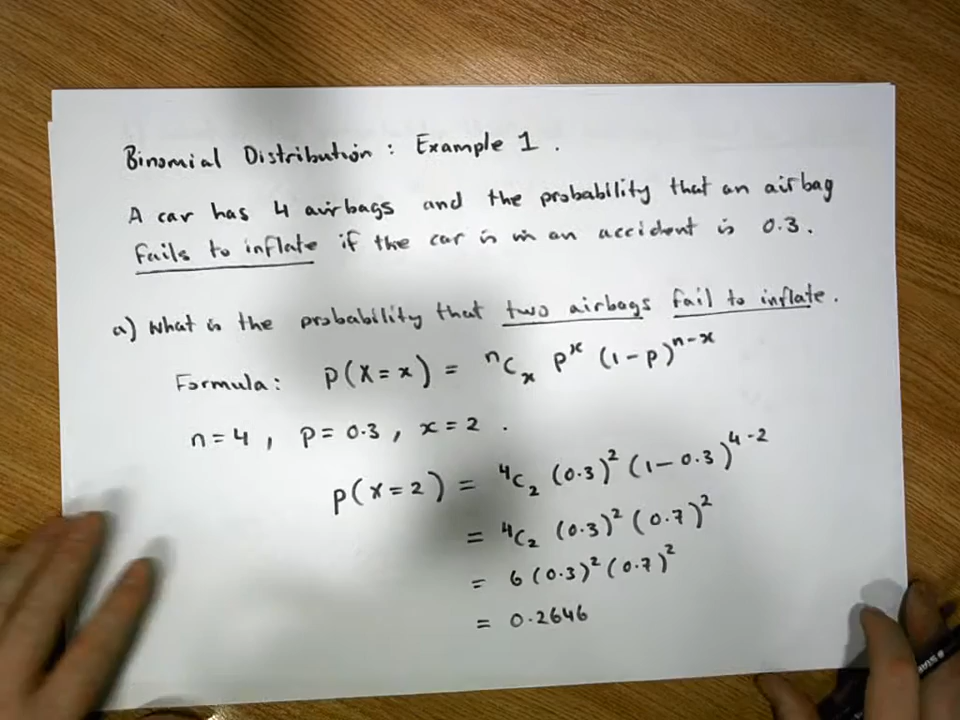 Binomial Distribution : Example 1 .
A car has 4 airbags and the probability that an airbag
fails to inflate if the car is in an accident is 0.3 .
a) What is the probability that two airbags fail to inflate .
Formula : P(X = x) = ⁿCₓ pˣ (1-p)ⁿ⁻ˣ
n = 4 , p = 0.3 , x = 2 .
P(X = 2) = ⁴C₂ (0.3)² (1 - 0.3)⁴⁻²
= ⁴C₂ (0.3)² (0.7)²
= 6 (0.3)² (0.7)²
= 0.2646